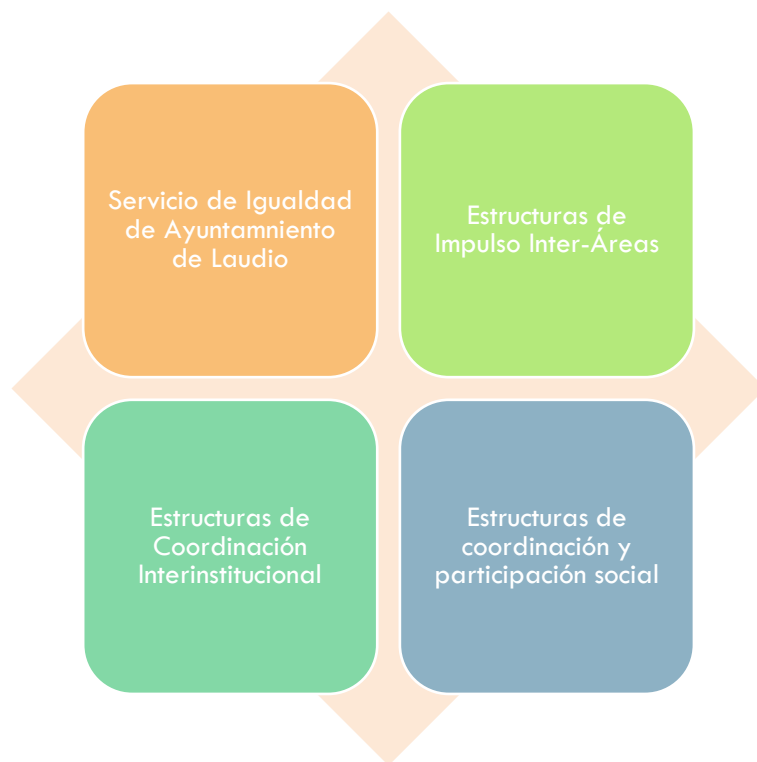 Servicio de Igualdad
de Ayuntamniento
de Laudio
Estructuras de
Impulso Inter-Áreas
Estructuras de
Coordinación
Interinstitucional
Estructuras de
coordinación y
participación social